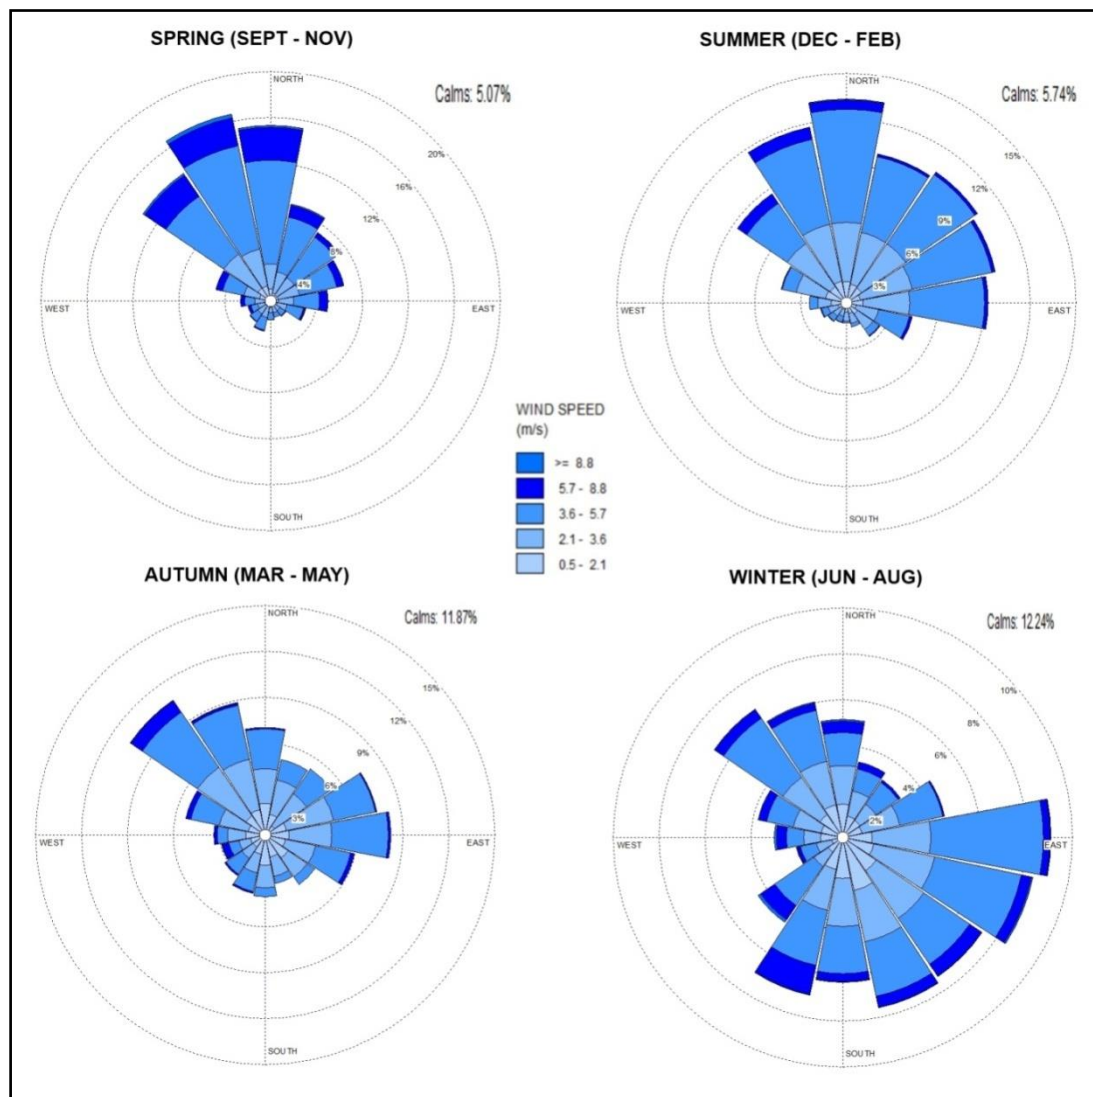 SPRING (SEPT - NOV)
NORTH
Calms: 5.07%
20%
16%
12%
8%
4%
WEST
EAST
SOUTH
SUMMER (DEC - FEB)
NORTH
Calms: 5.74%
15%
12%
9%
6%
3%
WEST
EAST
SOUTH
WIND SPEED
(m/s)
>= 8.8
5.7 - 8.8
3.6 - 5.7
2.1 - 3.6
0.5 - 2.1
AUTUMN (MAR - MAY)
NORTH
Calms: 11.87%
15%
12%
9%
6%
3%
WEST
EAST
SOUTH
WINTER (JUN - AUG)
NORTH
Calms: 12.24%
10%
8%
6%
4%
2%
WEST
EAST
SOUTH